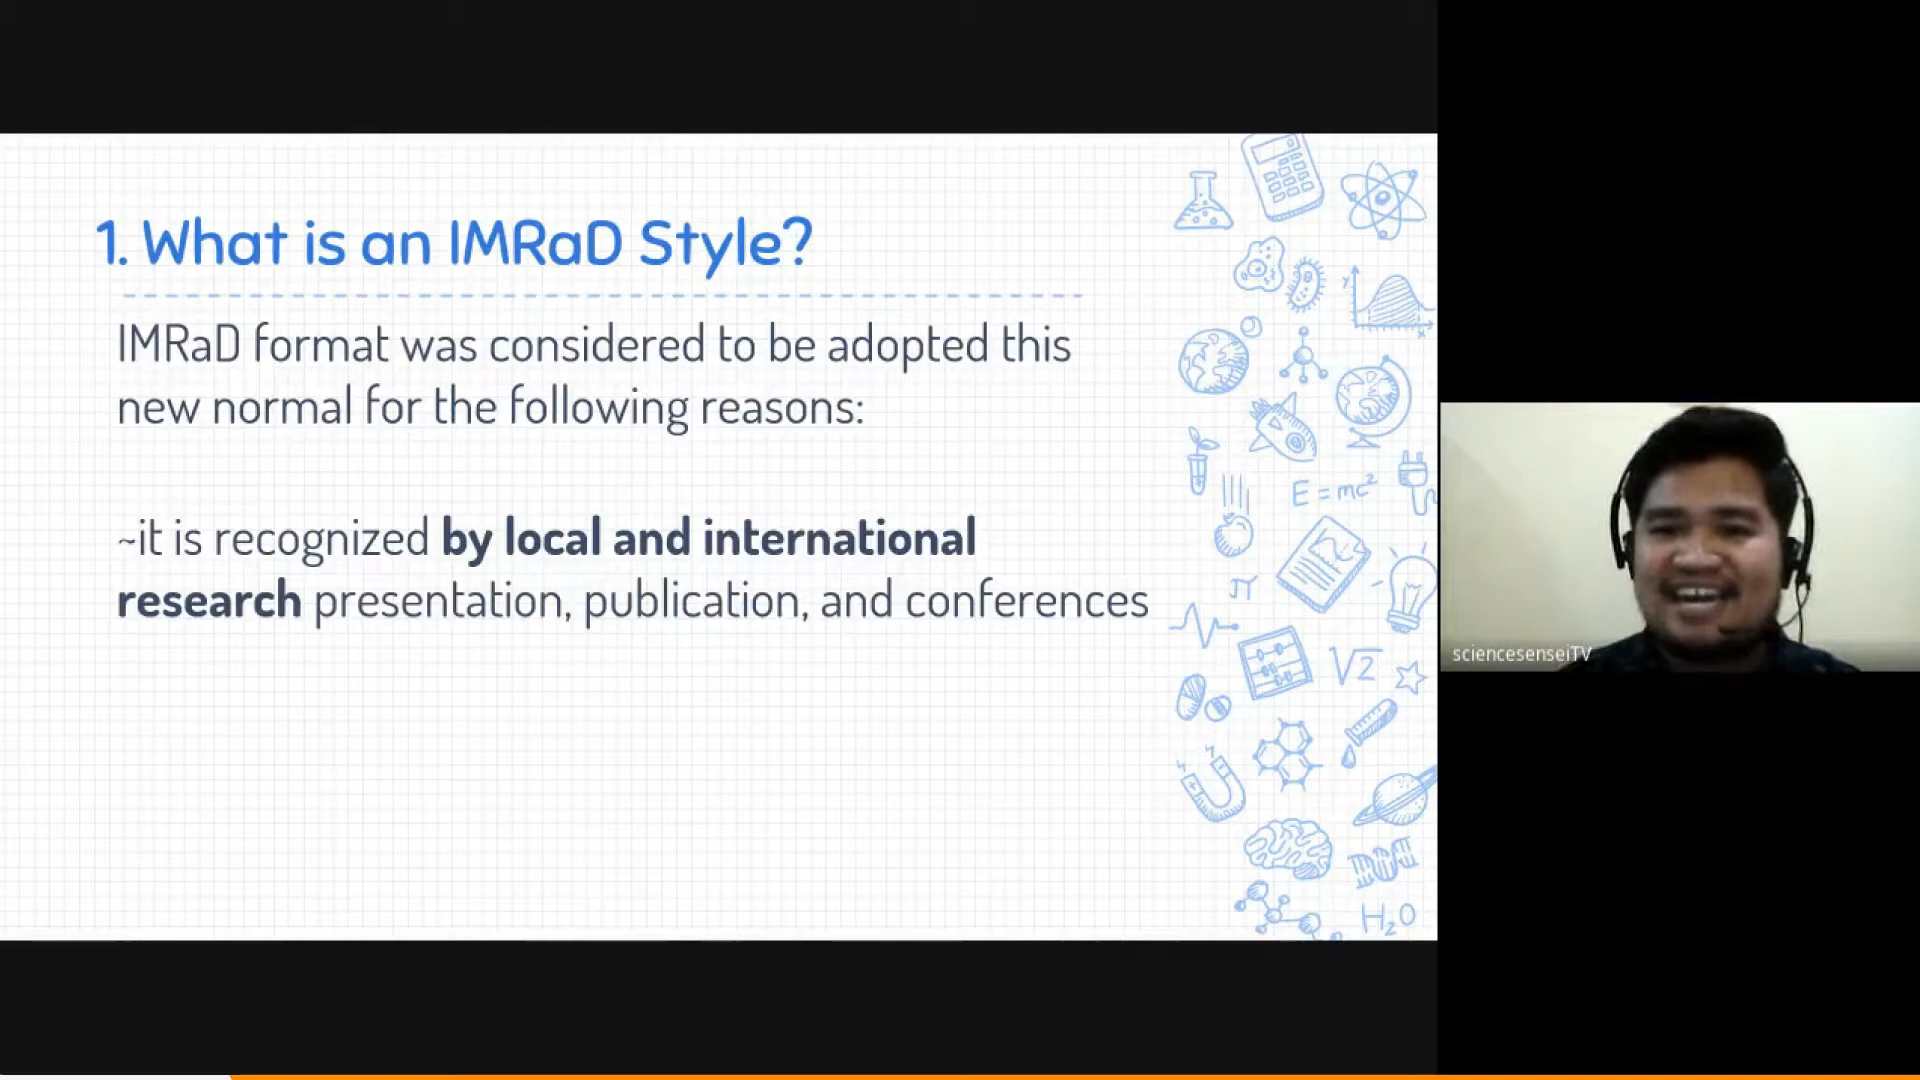 1. What is an IMRaD Style?
IMRaD format was considered to be adopted this
new normal for the following reasons:
~it is recognized by local and international
research presentation, publication, and conferences
y
x
E=mc²
π
√2
H₂O
sciencesenseiTV